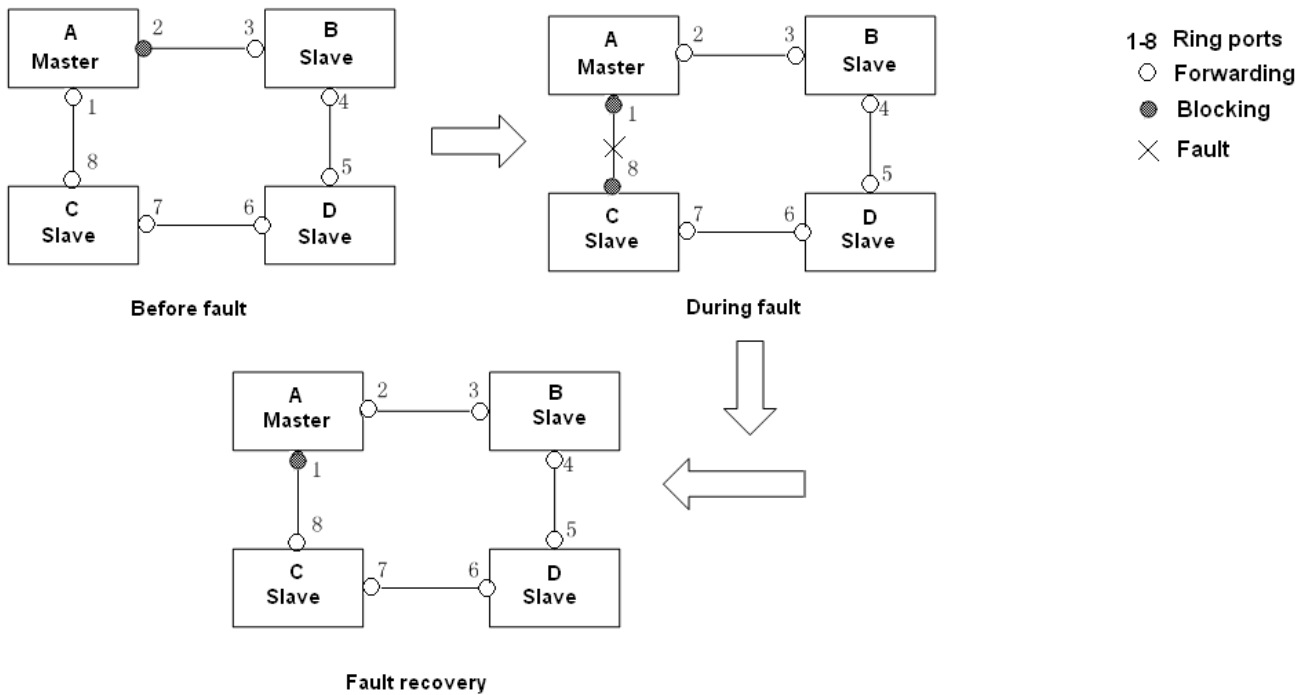 A
Master
2
3
B
Slave
1
4
8
5
C
Slave
7
6
D
Slave
Before fault
A
Master
2
3
B
Slave
1
4
8
5
C
Slave
7
6
D
Slave
During fault
1-8 Ring ports
Forwarding
Blocking
Fault
A
Master
2
3
B
Slave
1
4
8
5
C
Slave
7
6
D
Slave
Fault recovery